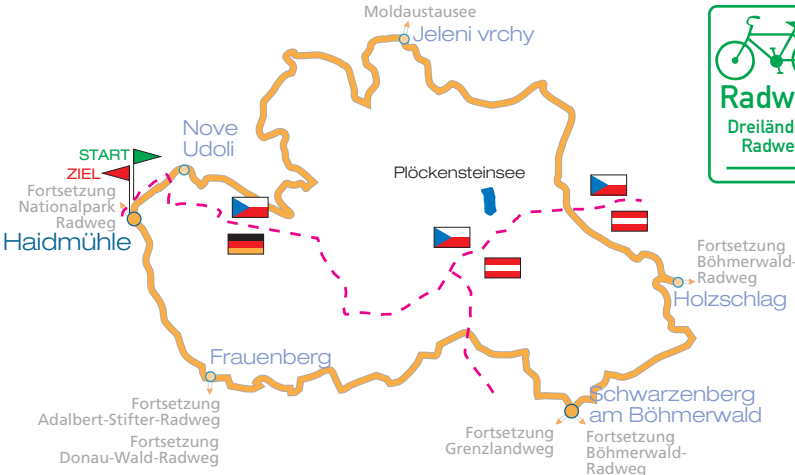 Moldaustausee
Jeleni vrchy
Radw
Dreilände
Radwe
Nove
Udoli
START
ZIEL
Fortsetzung
Nationalpark
Radweg
Haidmühle
Plöckensteinsee
Fortsetzung
Böhmerwald-
Radweg
Holzschlag
Frauenberg
Fortsetzung
Adalbert-Stifter-Radweg
Fortsetzung
Donau-Wald-Radweg
Schwarzenberg
am Böhmerwald
Fortsetzung
Grenzlandweg
Fortsetzung
Böhmerwald-
Radweg